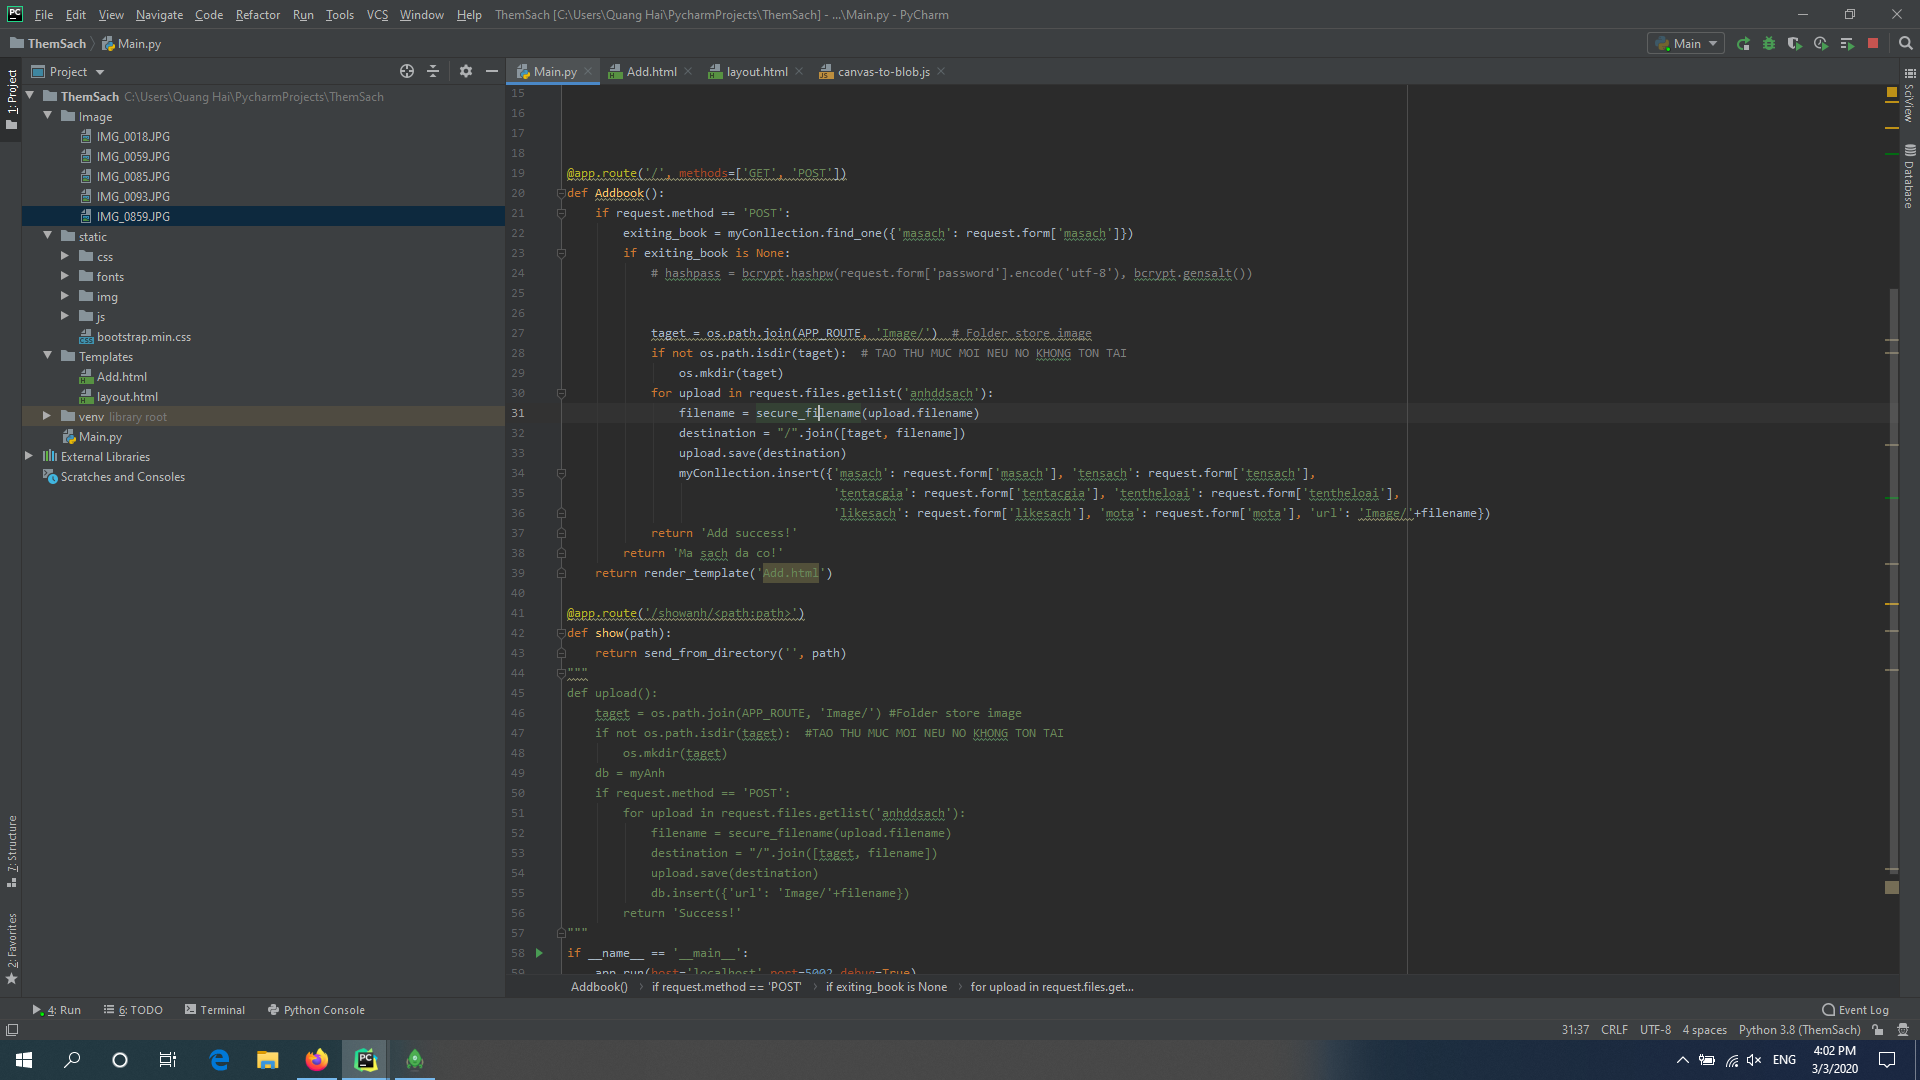 PC File Edit View Navigate Code Refactor Run Tools VCS Window Help ThemSach [C:\Users\Quang Hai\PycharmProjects\ThemSach] - ...\Main.py - PyCharm
ThemSach Main.py Main
Project Main.py Add.html layout.html canvas-to-blob.js
1: Project
ThemSach C:\Users\Quang Hai\PycharmProjects\ThemSach
Image
IMG_0018.JPG
IMG_0059.JPG
IMG_0085.JPG
IMG_0093.JPG
IMG_0859.JPG
static
css
fonts
img
js
bootstrap.min.css
Templates
Add.html
layout.html
venv library root
Main.py
External Libraries
Scratches and Consoles
7: Structure
2: Favorites
15
16
17
18
19 @app.route('/', methods=['GET', 'POST'])
20 def Addbook():
21 if request.method == 'POST':
22 exiting_book = myConllection.find_one({'masach': request.form['masach']})
23 if exiting_book is None:
24 # hashpass = bcrypt.hashpw(request.form['password'].encode('utf-8'), bcrypt.gensalt())
25
26
27 taget = os.path.join(APP_ROUTE, 'Image/') # Folder store image
28 if not os.path.isdir(taget): # TAO THU MUC MOI NEU NO KHONG TON TAI
29 os.mkdir(taget)
30 for upload in request.files.getlist('anhddsach'):
31 filename = secure_filename(upload.filename)
32 destination = "/".join([taget, filename])
33 upload.save(destination)
34 myConllection.insert({'masach': request.form['masach'], 'tensach': request.form['tensach'],
35 'tentacgia': request.form['tentacgia'], 'tentheloai': request.form['tentheloai'],
36 'likesach': request.form['likesach'], 'mota': request.form['mota'], 'url': 'Image/'+filename})
37 return 'Add success!'
38 return 'Ma sach da co!'
39 return render_template('Add.html')
40
41 @app.route('/showanh/<path:path>')
42 def show(path):
43 return send_from_directory('', path)
44 """
45 def upload():
46 taget = os.path.join(APP_ROUTE, 'Image/') #Folder store image
47 if not os.path.isdir(taget): #TAO THU MUC MOI NEU NO KHONG TON TAI
48 os.mkdir(taget)
49 db = myAnh
50 if request.method == 'POST':
51 for upload in request.files.getlist('anhddsach'):
52 filename = secure_filename(upload.filename)
53 destination = "/".join([taget, filename])
54 upload.save(destination)
55 db.insert({'url': 'Image/'+filename})
56 return 'Success!'
57 """
58 if __name__ == '__main__':
59 app.run(host='localhost',port=5002,debug=True)
SciView
Database
Addbook() if request.method == 'POST' if exiting_book is None for upload in request.files.get...
4: Run 6: TODO Terminal Python Console Event Log
31:37 CRLF UTF-8 4 spaces Python 3.8 (ThemSach)
PC ENG 4:02 PM
3/3/2020